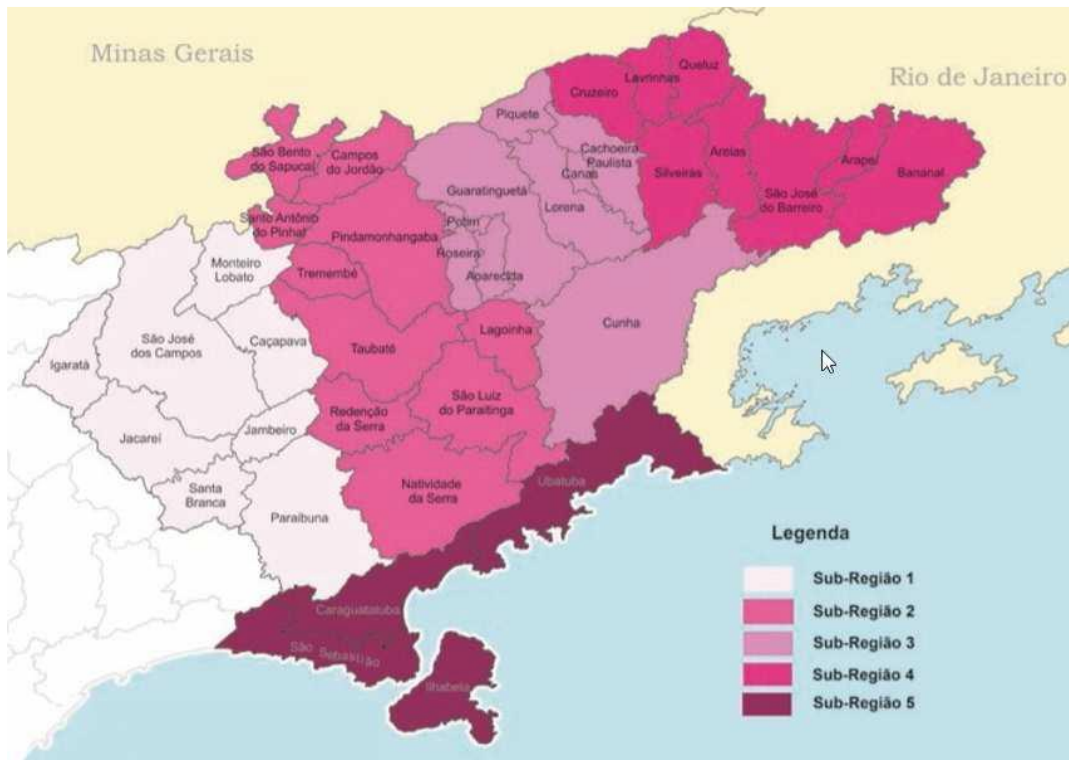 Minas Gerais
Rio de Janeiro
Queluz
Lavrinhas
Cruzeiro
Piquete
Cachoeira
Paulista
Canas
Silveiras
Areias
Arapeí
Bananal
São José
do Barreiro
São Bento
do Sapucaí
Campos
do Jordão
Guaratinguetá
Lorena
Santo Antônio
do Pinhal
Pindamonhangaba
Potim
Roseira
Aparecida
Monteiro
Lobato
Tremembé
Cunha
Lagoinha
São José
dos Campos
Caçapava
Taubaté
Igaratá
São Luiz
do Paraitinga
Redenção
da Serra
Jacareí
Jambeiro
Santa
Branca
Paraibuna
Natividade
da Serra
Ubatuba
Caraguatatuba
São Sebastião
Ilhabela
Legenda
Sub-Região 1
Sub-Região 2
Sub-Região 3
Sub-Região 4
Sub-Região 5